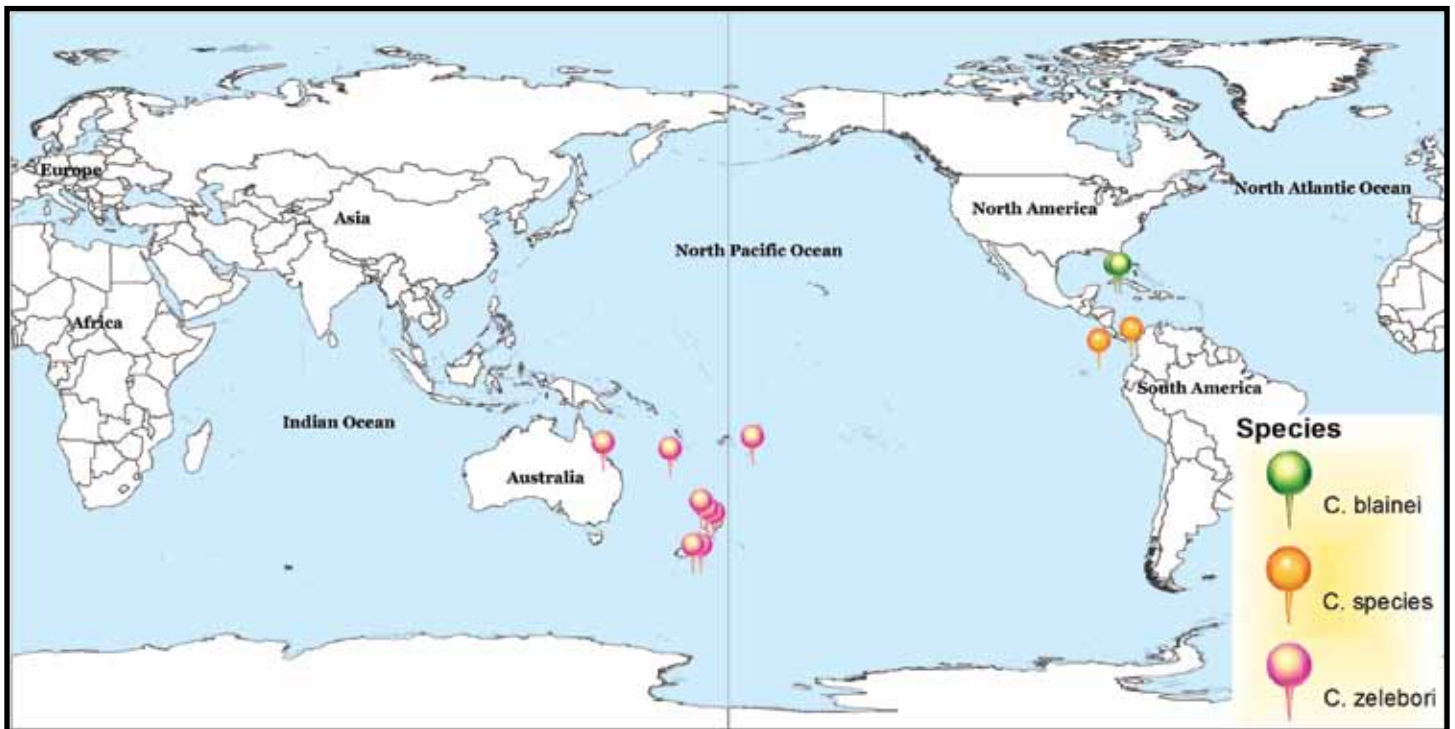 Europe
Asia
North America
North Atlantic Ocean
North Pacific Ocean
Africa
South America
Indian Ocean
Australia
Species
C. blainei
C. species
C. zelebori